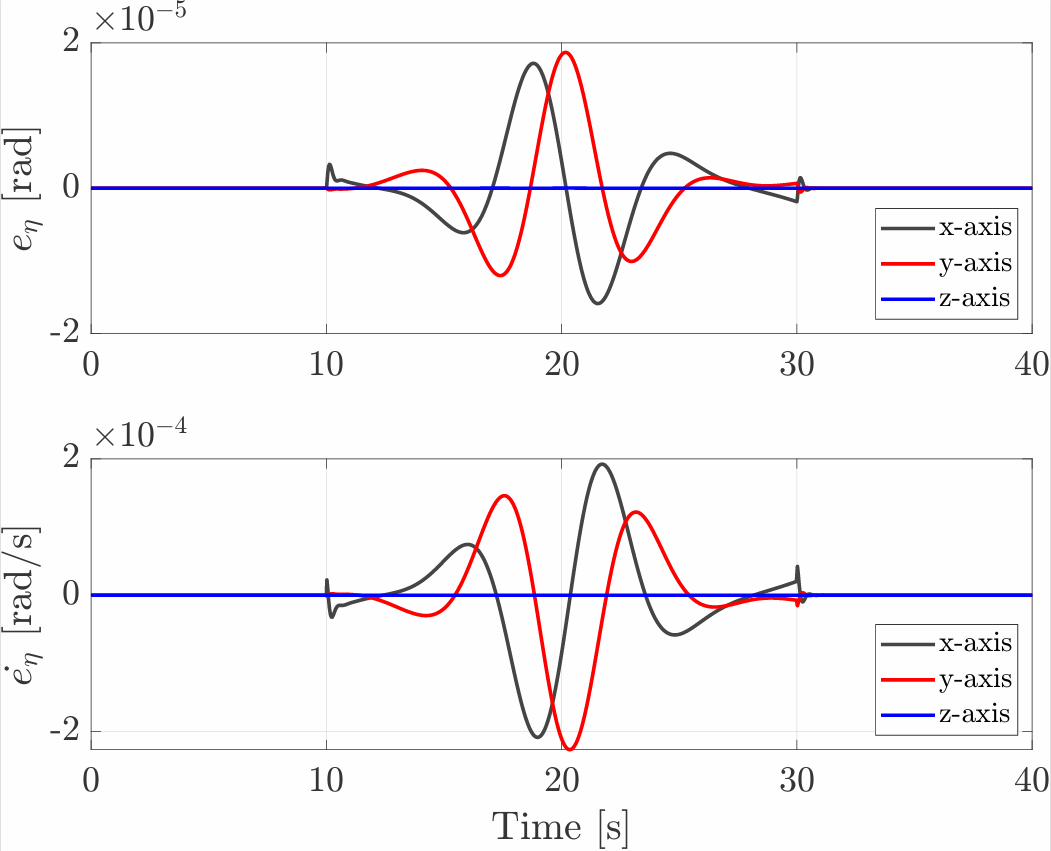 ×10⁻⁵
2
0
-2
e_η [rad]
0 10 20 30 40
x-axis
y-axis
z-axis
×10⁻⁴
2
0
-2
ė_η [rad/s]
0 10 20 30 40
x-axis
y-axis
z-axis
Time [s]